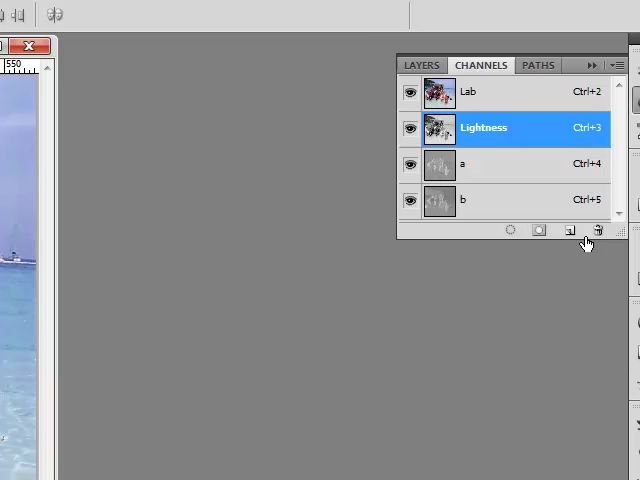 550
LAYERS CHANNELS PATHS
Lab Ctrl+2
Lightness Ctrl+3
a Ctrl+4
b Ctrl+5